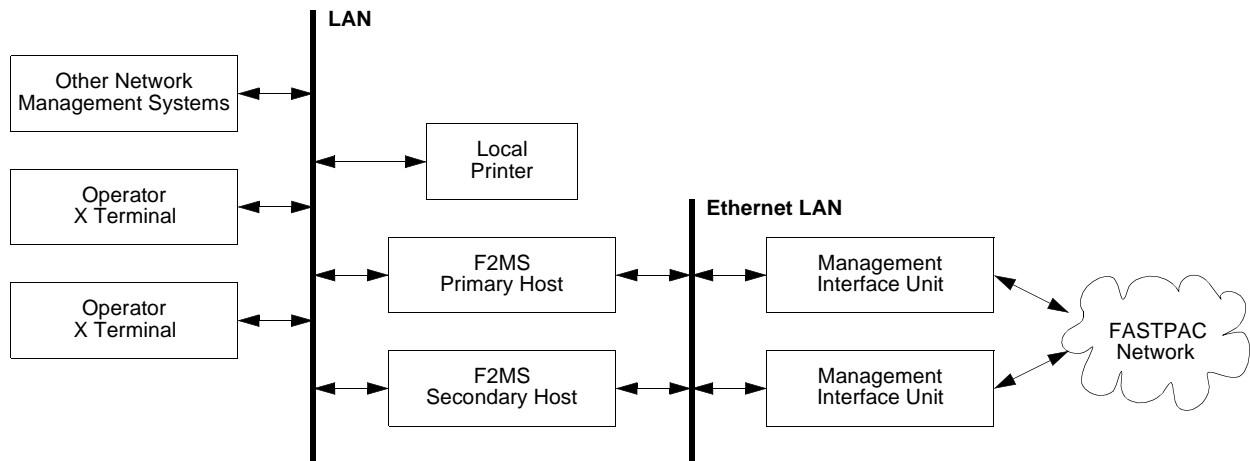 LAN
Other Network
Management Systems
Local
Printer
Operator
X Terminal
Ethernet LAN
F2MS
Primary Host
Management
Interface Unit
Operator
X Terminal
FASTPAC
Network
F2MS
Secondary Host
Management
Interface Unit